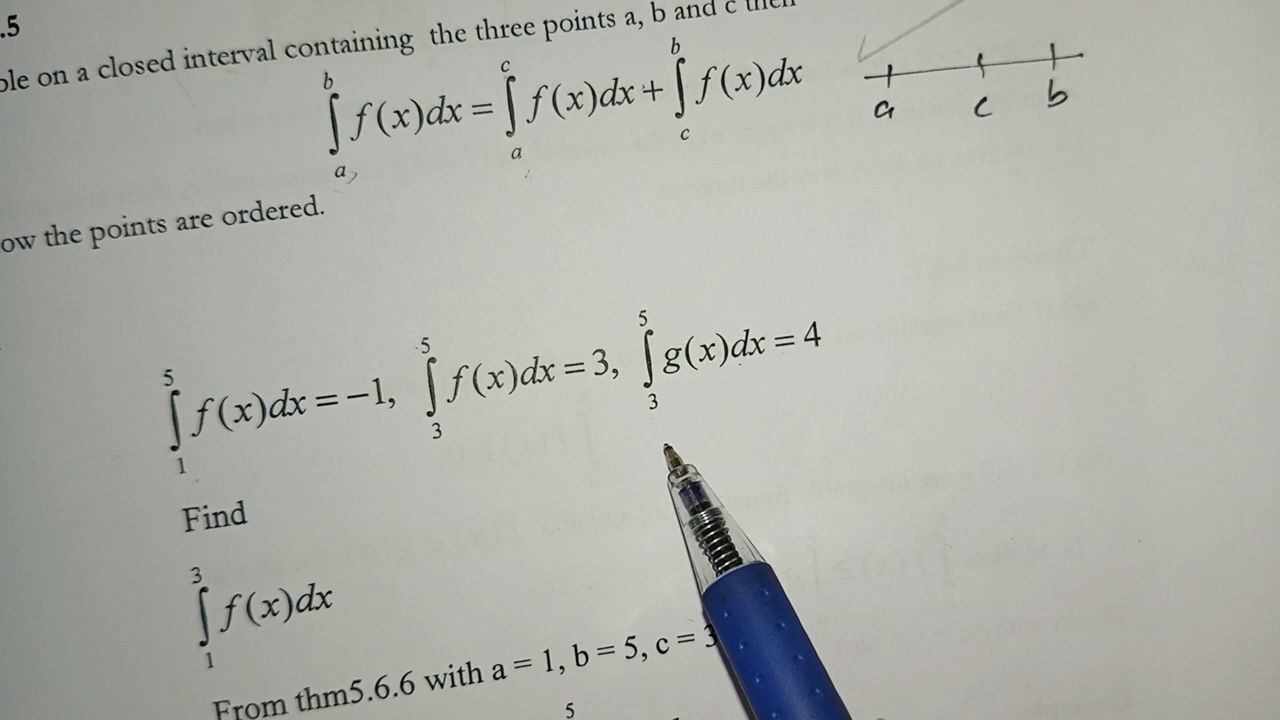 .5
on a closed interval containing the three points a, b and c then
∫_a^b f(x)dx = ∫_a^c f(x)dx + ∫_c^b f(x)dx
a c b
the points are ordered.
∫_1^5 f(x)dx = −1, ∫_3^5 f(x)dx = 3, ∫_3^5 g(x)dx = 4
Find
∫_1^3 f(x)dx
From thm5.6.6 with a = 1, b = 5, c = 3
5